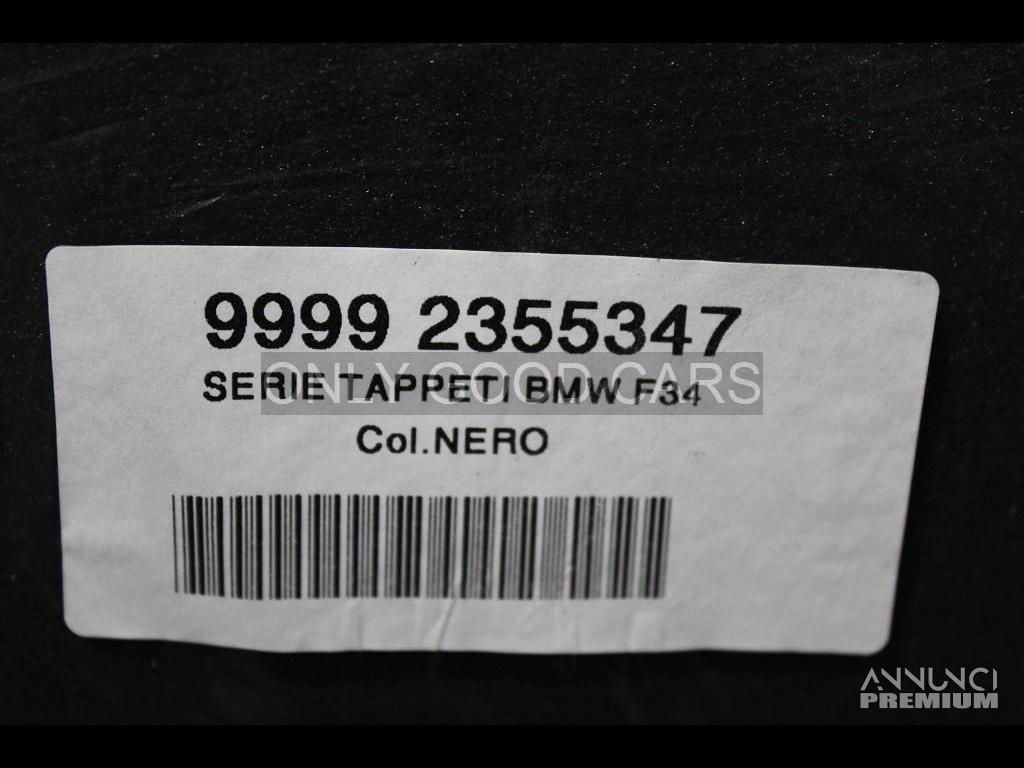 9999 2355347
SERIE TAPPETI BMW F34
ONLY GOOD CARS
Col.NERO
ANNUNCI
PREMIUM